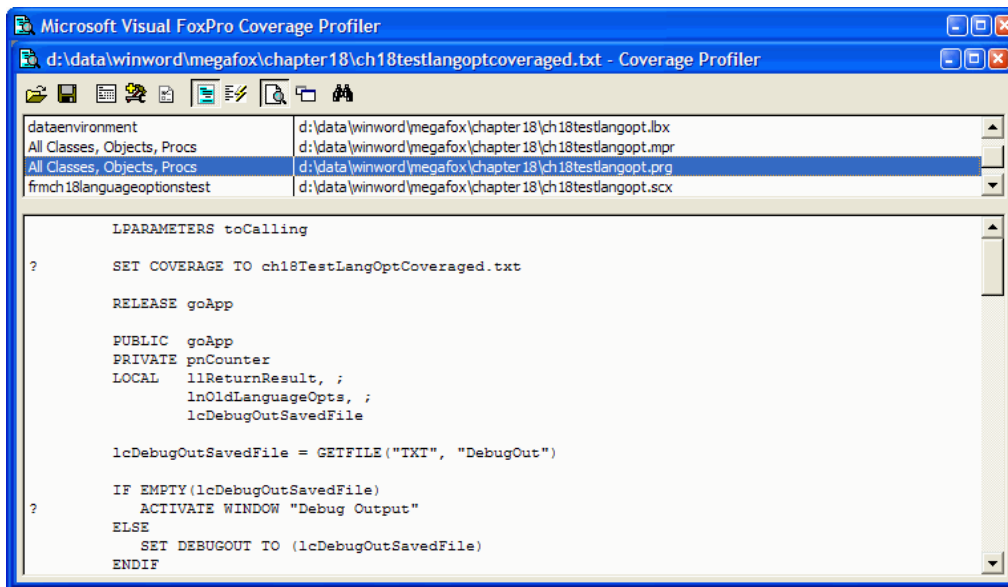 Microsoft Visual FoxPro Coverage Profiler
d:\data\winword\megafox\chapter18\ch18testlangoptcoveraged.txt - Coverage Profiler
dataenvironment d:\data\winword\megafox\chapter18\ch18testlangopt.lbx
All Classes, Objects, Procs d:\data\winword\megafox\chapter18\ch18testlangopt.mpr
All Classes, Objects, Procs d:\data\winword\megafox\chapter18\ch18testlangopt.prg
frmch18languageoptionstest d:\data\winword\megafox\chapter18\ch18testlangopt.scx
LPARAMETERS toCalling
? SET COVERAGE TO ch18TestLangOptCoveraged.txt
RELEASE goApp
PUBLIC goApp
PRIVATE pnCounter
LOCAL llReturnResult, ;
lnOldLanguageOpts, ;
lcDebugOutSavedFile
lcDebugOutSavedFile = GETFILE("TXT", "DebugOut")
IF EMPTY(lcDebugOutSavedFile)
? ACTIVATE WINDOW "Debug Output"
ELSE
SET DEBUGOUT TO (lcDebugOutSavedFile)
ENDIF